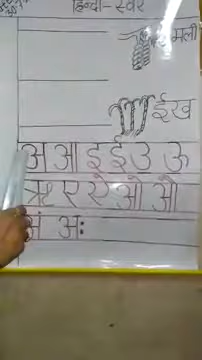 हिन्दी-स्वर
मली
ईख
अ आ इ ई उ ऊ
ऋ ए ऐ ओ औ
अं अः